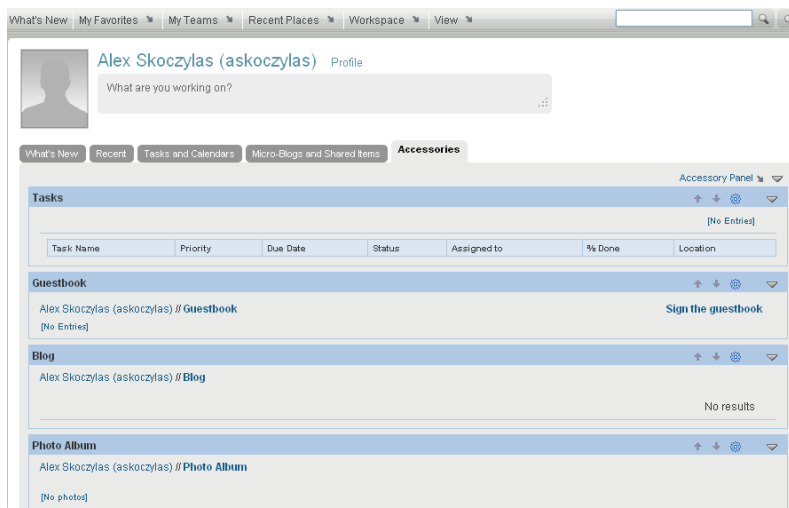 What's New My Favorites My Teams Recent Places Workspace View
Alex Skoczylas (askoczylas) Profile
What are you working on?
What's New Recent Tasks and Calendars Micro-Blogs and Shared Items Accessories
Accessory Panel
Tasks
[No Entries]
Task Name Priority Due Date Status Assigned to % Done Location
Guestbook
Alex Skoczylas (askoczylas) // Guestbook Sign the guestbook
[No Entries]
Blog
Alex Skoczylas (askoczylas) // Blog
No results
Photo Album
Alex Skoczylas (askoczylas) // Photo Album
[No photos]